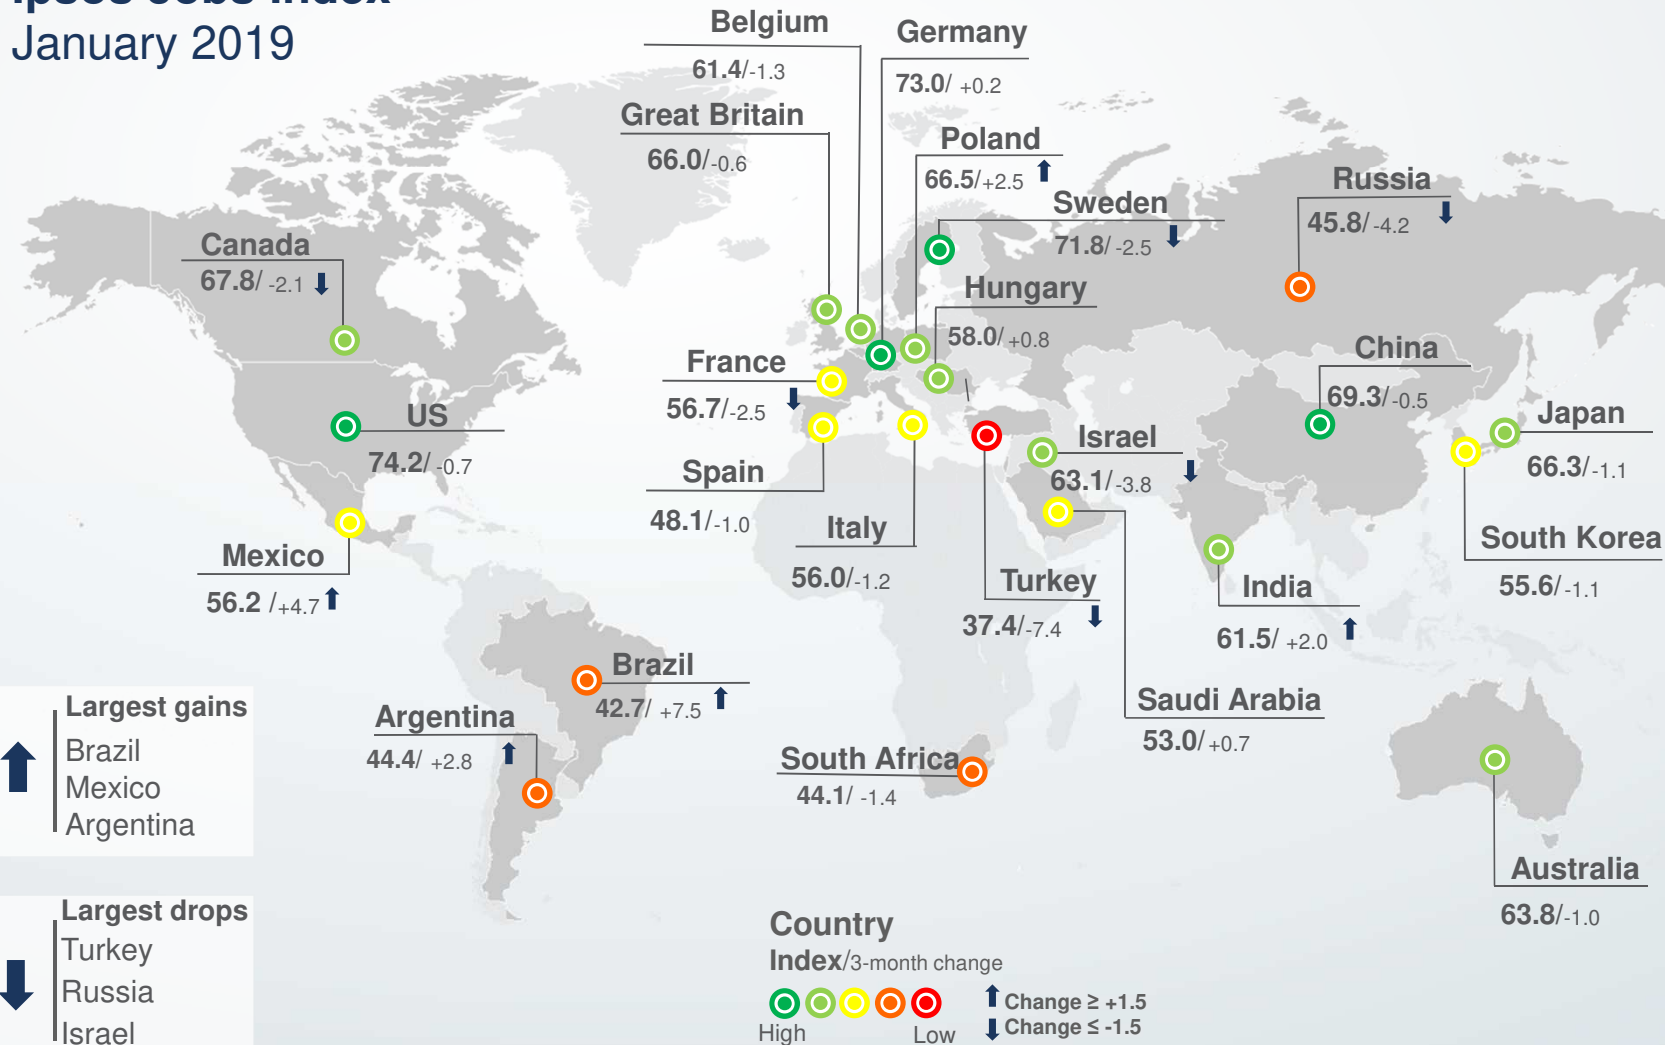 Ipsos Jobs Index
January 2019
Belgium
61.4/-1.3
Germany
73.0/ +0.2
Great Britain
66.0/-0.6
Poland
66.5/+2.5
Sweden
71.8/ -2.5
Russia
45.8/ -4.2
Canada
67.8/ -2.1
Hungary
58.0/ +0.8
France
56.7/-2.5
China
69.3/-0.5
US
74.2/ -0.7
Israel
63.1/-3.8
Japan
66.3/-1.1
Spain
48.1/-1.0
Italy
56.0/-1.2
South Korea
55.6/-1.1
Mexico
56.2 /+4.7
Turkey
37.4/-7.4
India
61.5/ +2.0
Brazil
42.7/ +7.5
Argentina
44.4/ +2.8
Saudi Arabia
53.0/+0.7
South Africa
44.1/ -1.4
Australia
63.8/-1.0
Largest gains
Brazil
Mexico
Argentina
Largest drops
Turkey
Russia
Israel
Country
Index/3-month change
High
Low
Change ≥ +1.5
Change ≤ -1.5